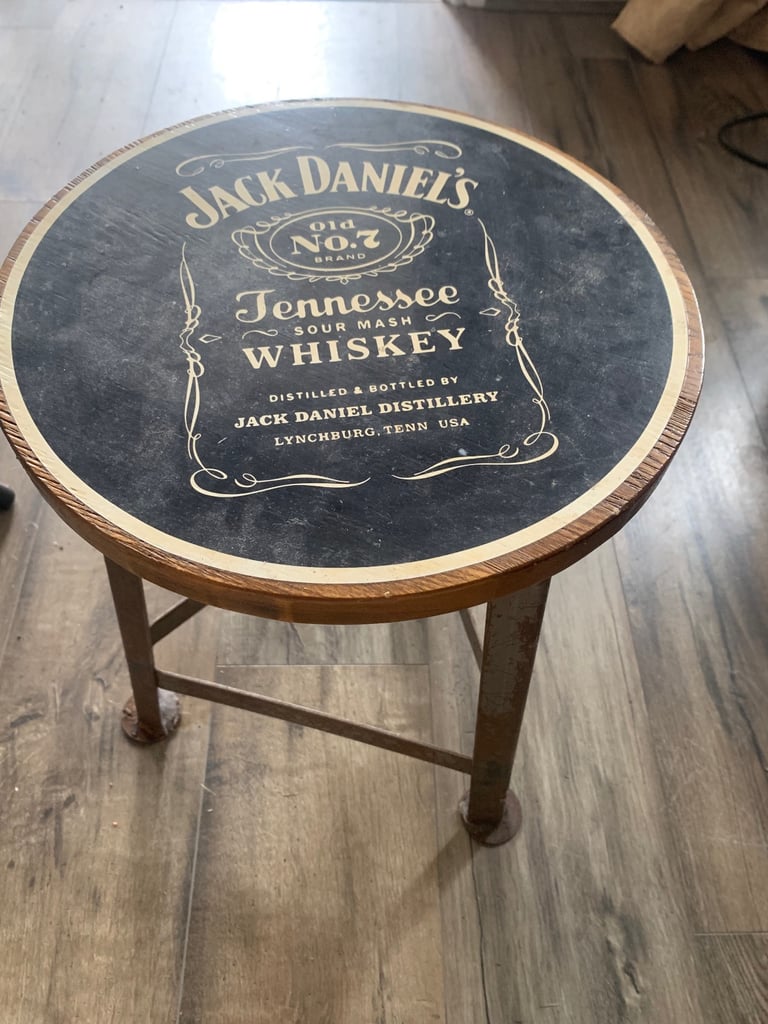 JACK DANIEL'S®
Old
No.7
BRAND
Tennessee
SOUR MASH
WHISKEY
DISTILLED & BOTTLED BY
JACK DANIEL DISTILLERY
LYNCHBURG, TENN USA